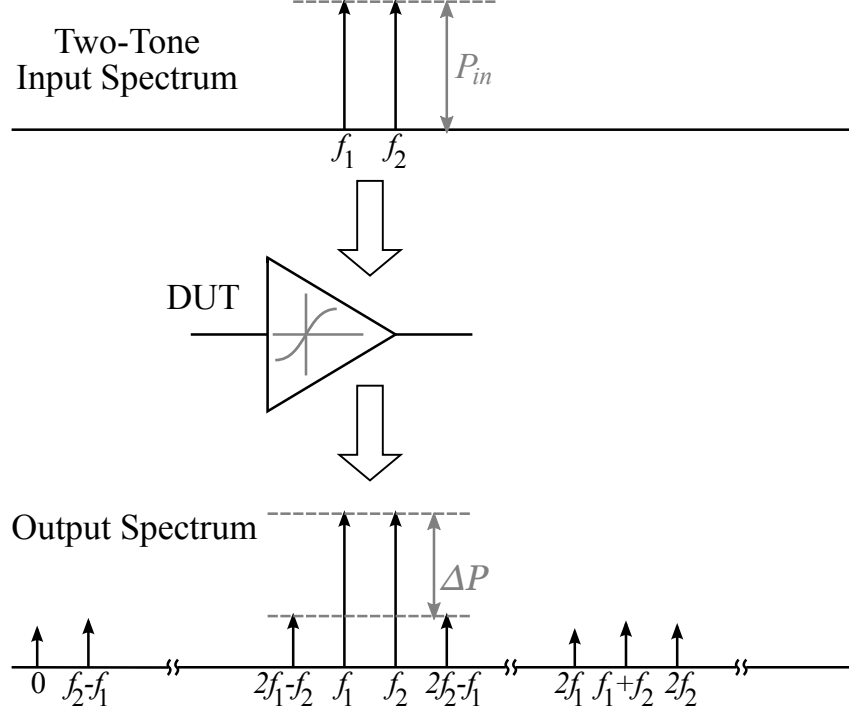 Two-Tone
Input Spectrum
P_in
f_1 f_2
DUT
Output Spectrum
ΔP
0 f_2-f_1 2f_1-f_2 f_1 f_2 2f_2-f_1 2f_1 f_1+f_2 2f_2